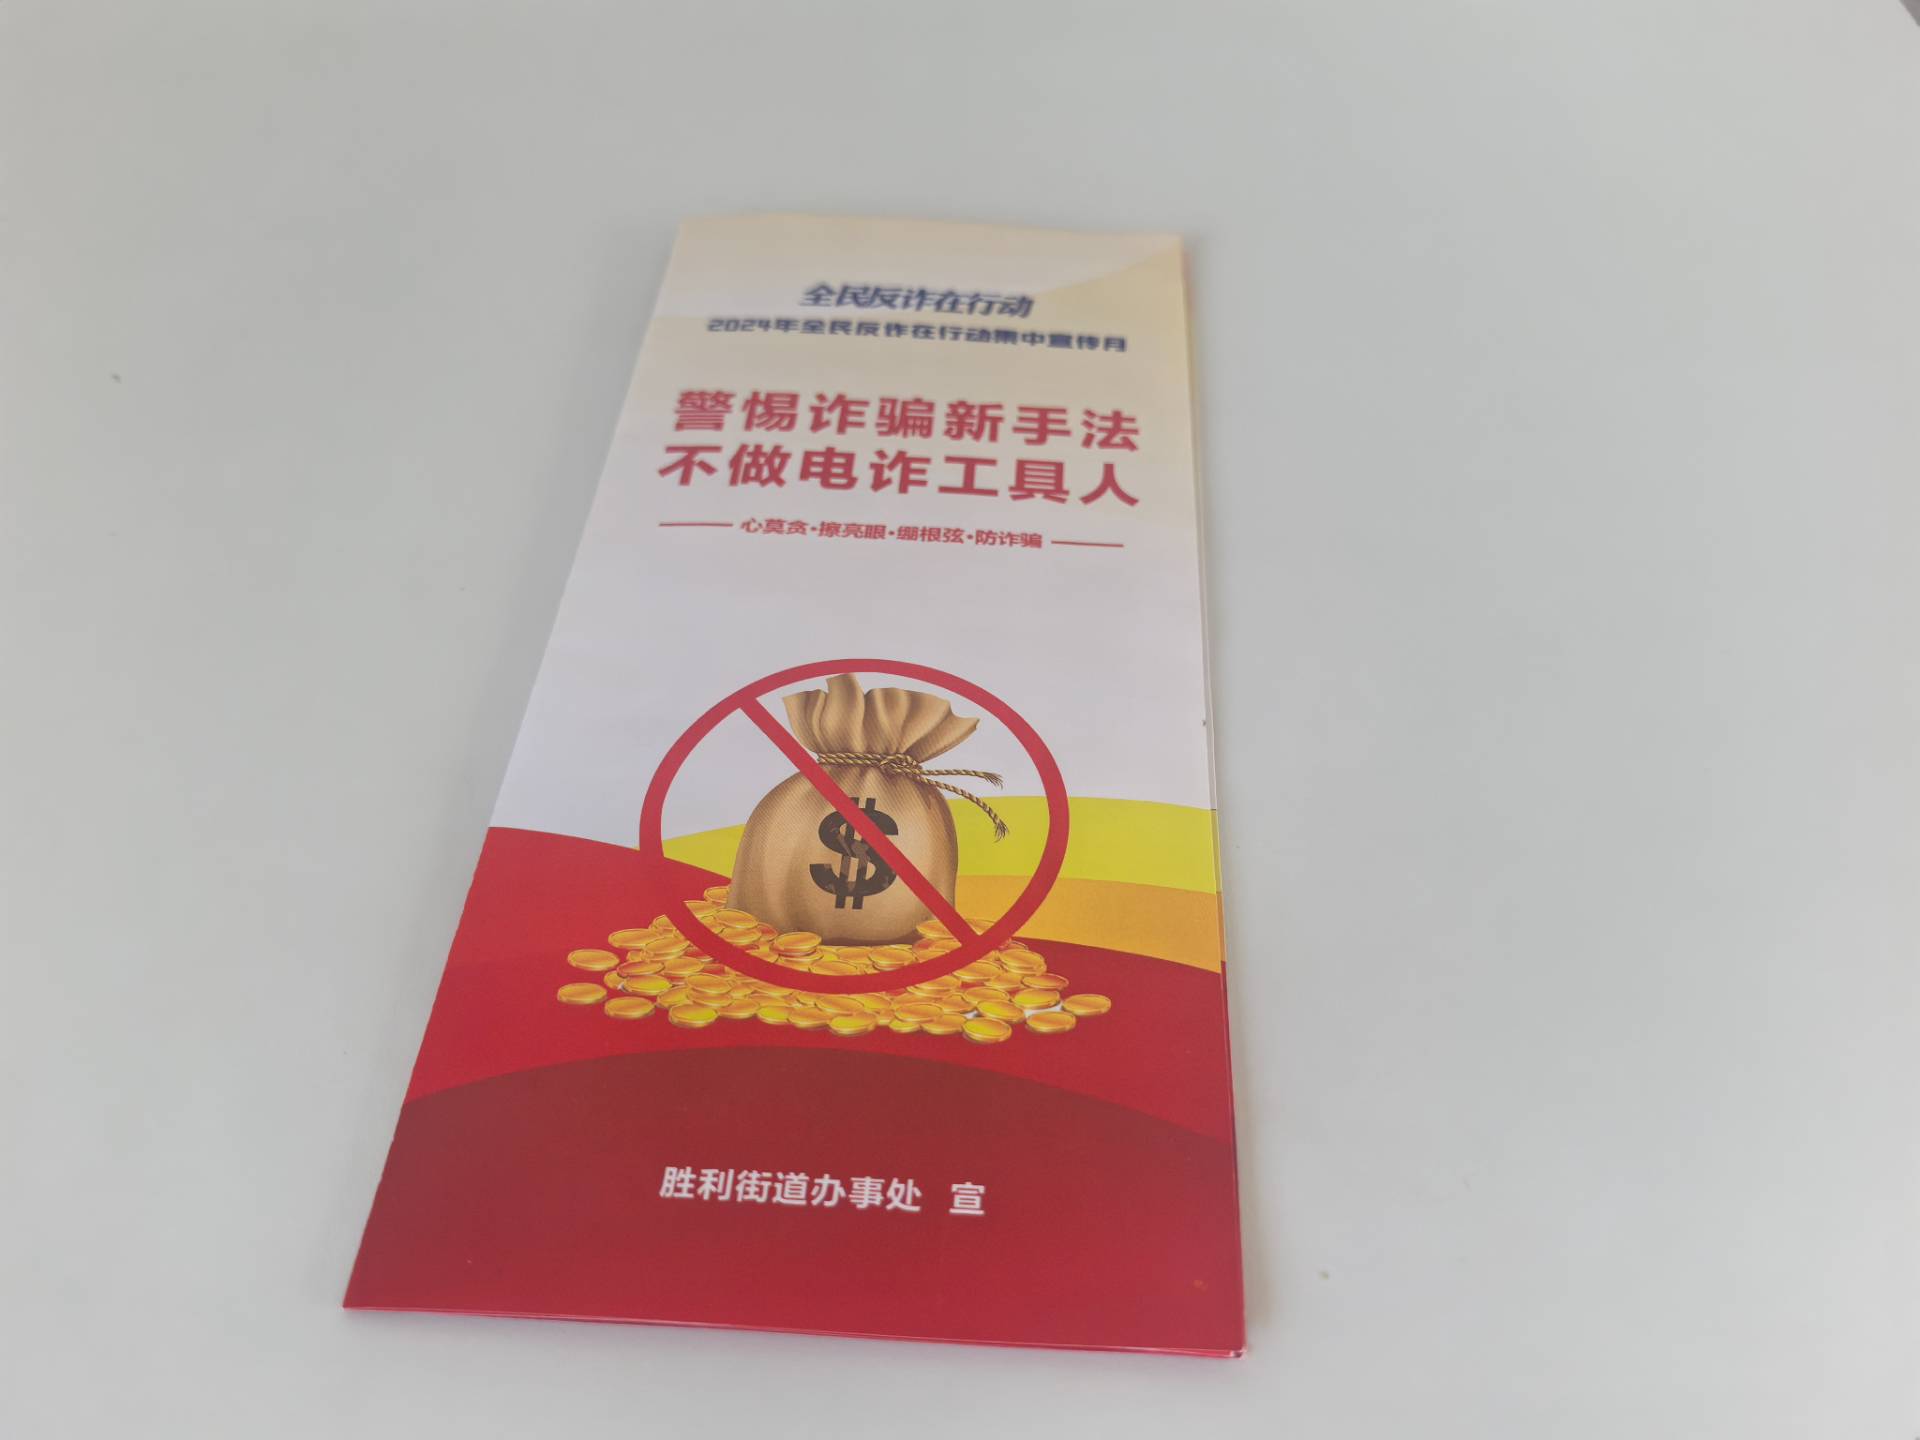 全民反诈在行动
2024年全民反诈在行动集中宣传月
警惕诈骗新手法
不做电诈工具人
心莫贪·擦亮眼·绷根弦·防诈骗
$
胜利街道办事处 宣